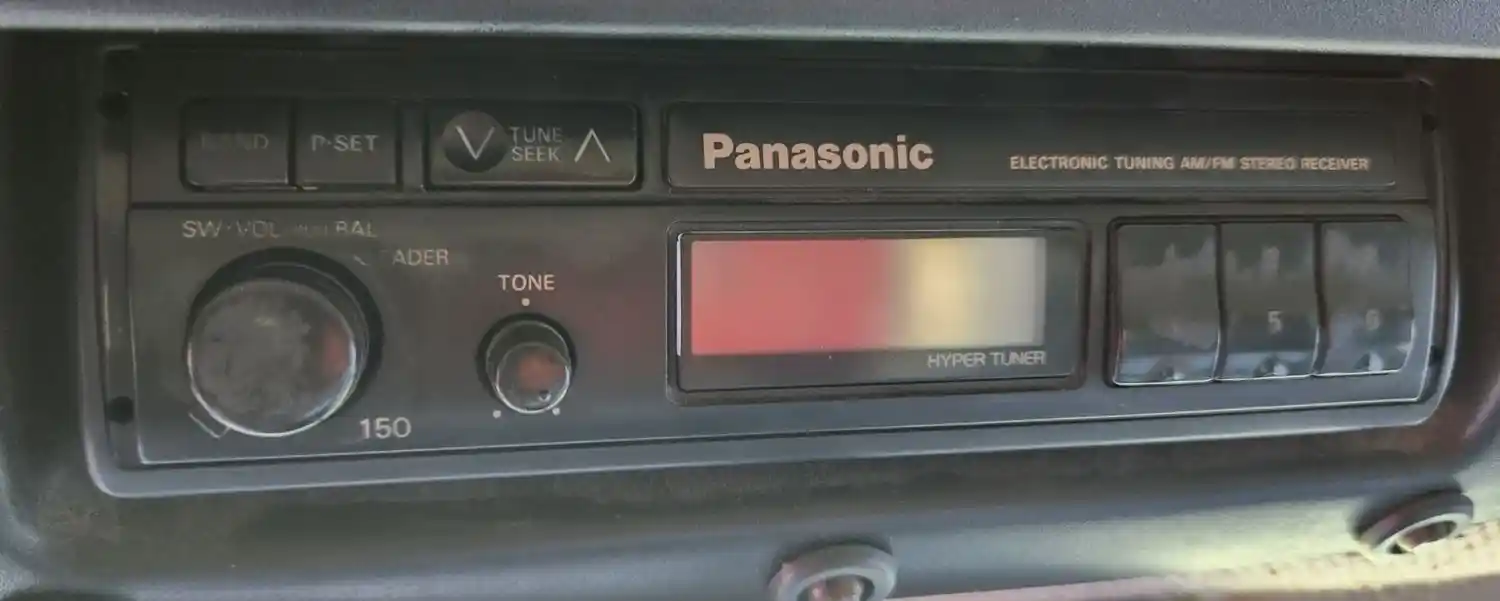 P·SET
TUNE
SEEK
Panasonic
ELECTRONIC TUNING AM/FM STEREO RECEIVER
SW·VOL
BAL
TONE
HYPER TUNER
5
6
150